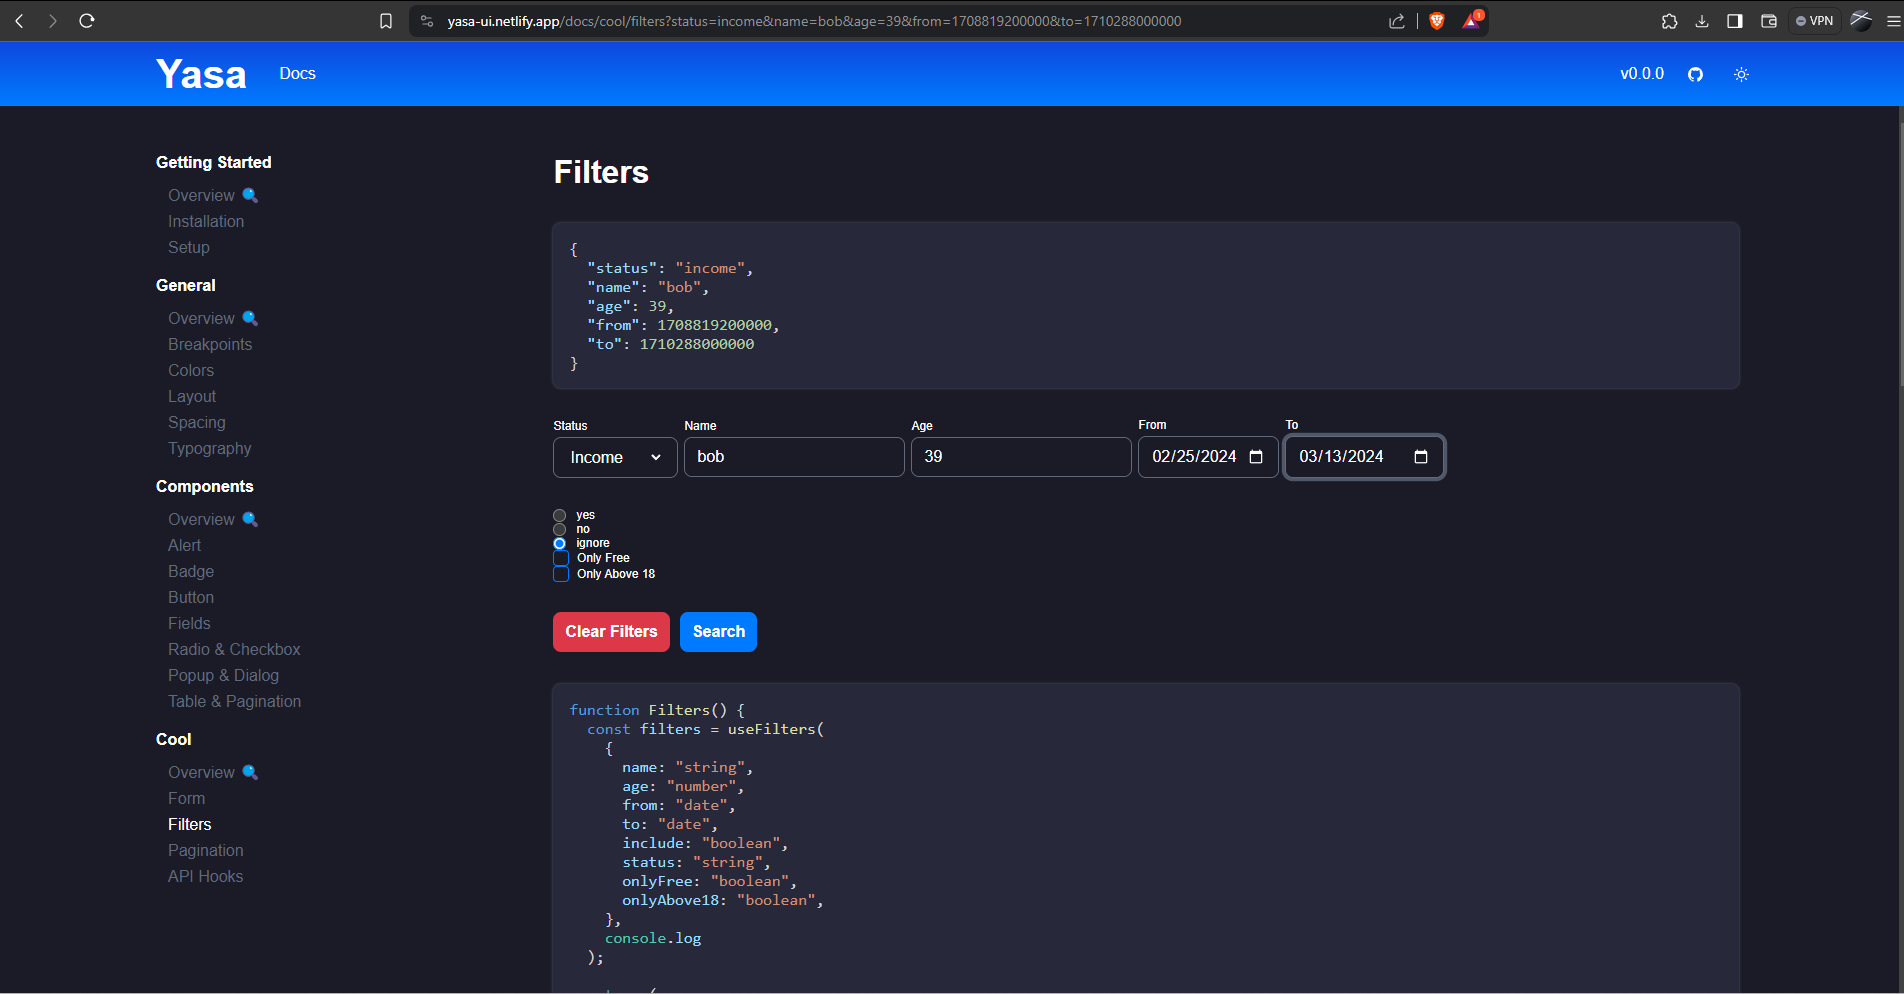 yasa-ui.netlify.app/docs/cool/filters?status=income&name=bob&age=39&from=1708819200000&to=1710288000000
1
VPN
Yasa
Docs
v0.0.0
Getting Started
Overview
Installation
Setup
General
Overview
Breakpoints
Colors
Layout
Spacing
Typography
Components
Overview
Alert
Badge
Button
Fields
Radio & Checkbox
Popup & Dialog
Table & Pagination
Cool
Overview
Form
Filters
Pagination
API Hooks
Filters
{
"status": "income",
"name": "bob",
"age": 39,
"from": 1708819200000,
"to": 1710288000000
}
Status Name Age From To
Income bob 39 02/25/2024 03/13/2024
yes
no
ignore
Only Free
Only Above 18
Clear Filters Search
function Filters() {
const filters = useFilters(
{
name: "string",
age: "number",
from: "date",
to: "date",
include: "boolean",
status: "string",
onlyFree: "boolean",
onlyAbove18: "boolean",
},
console.log
);